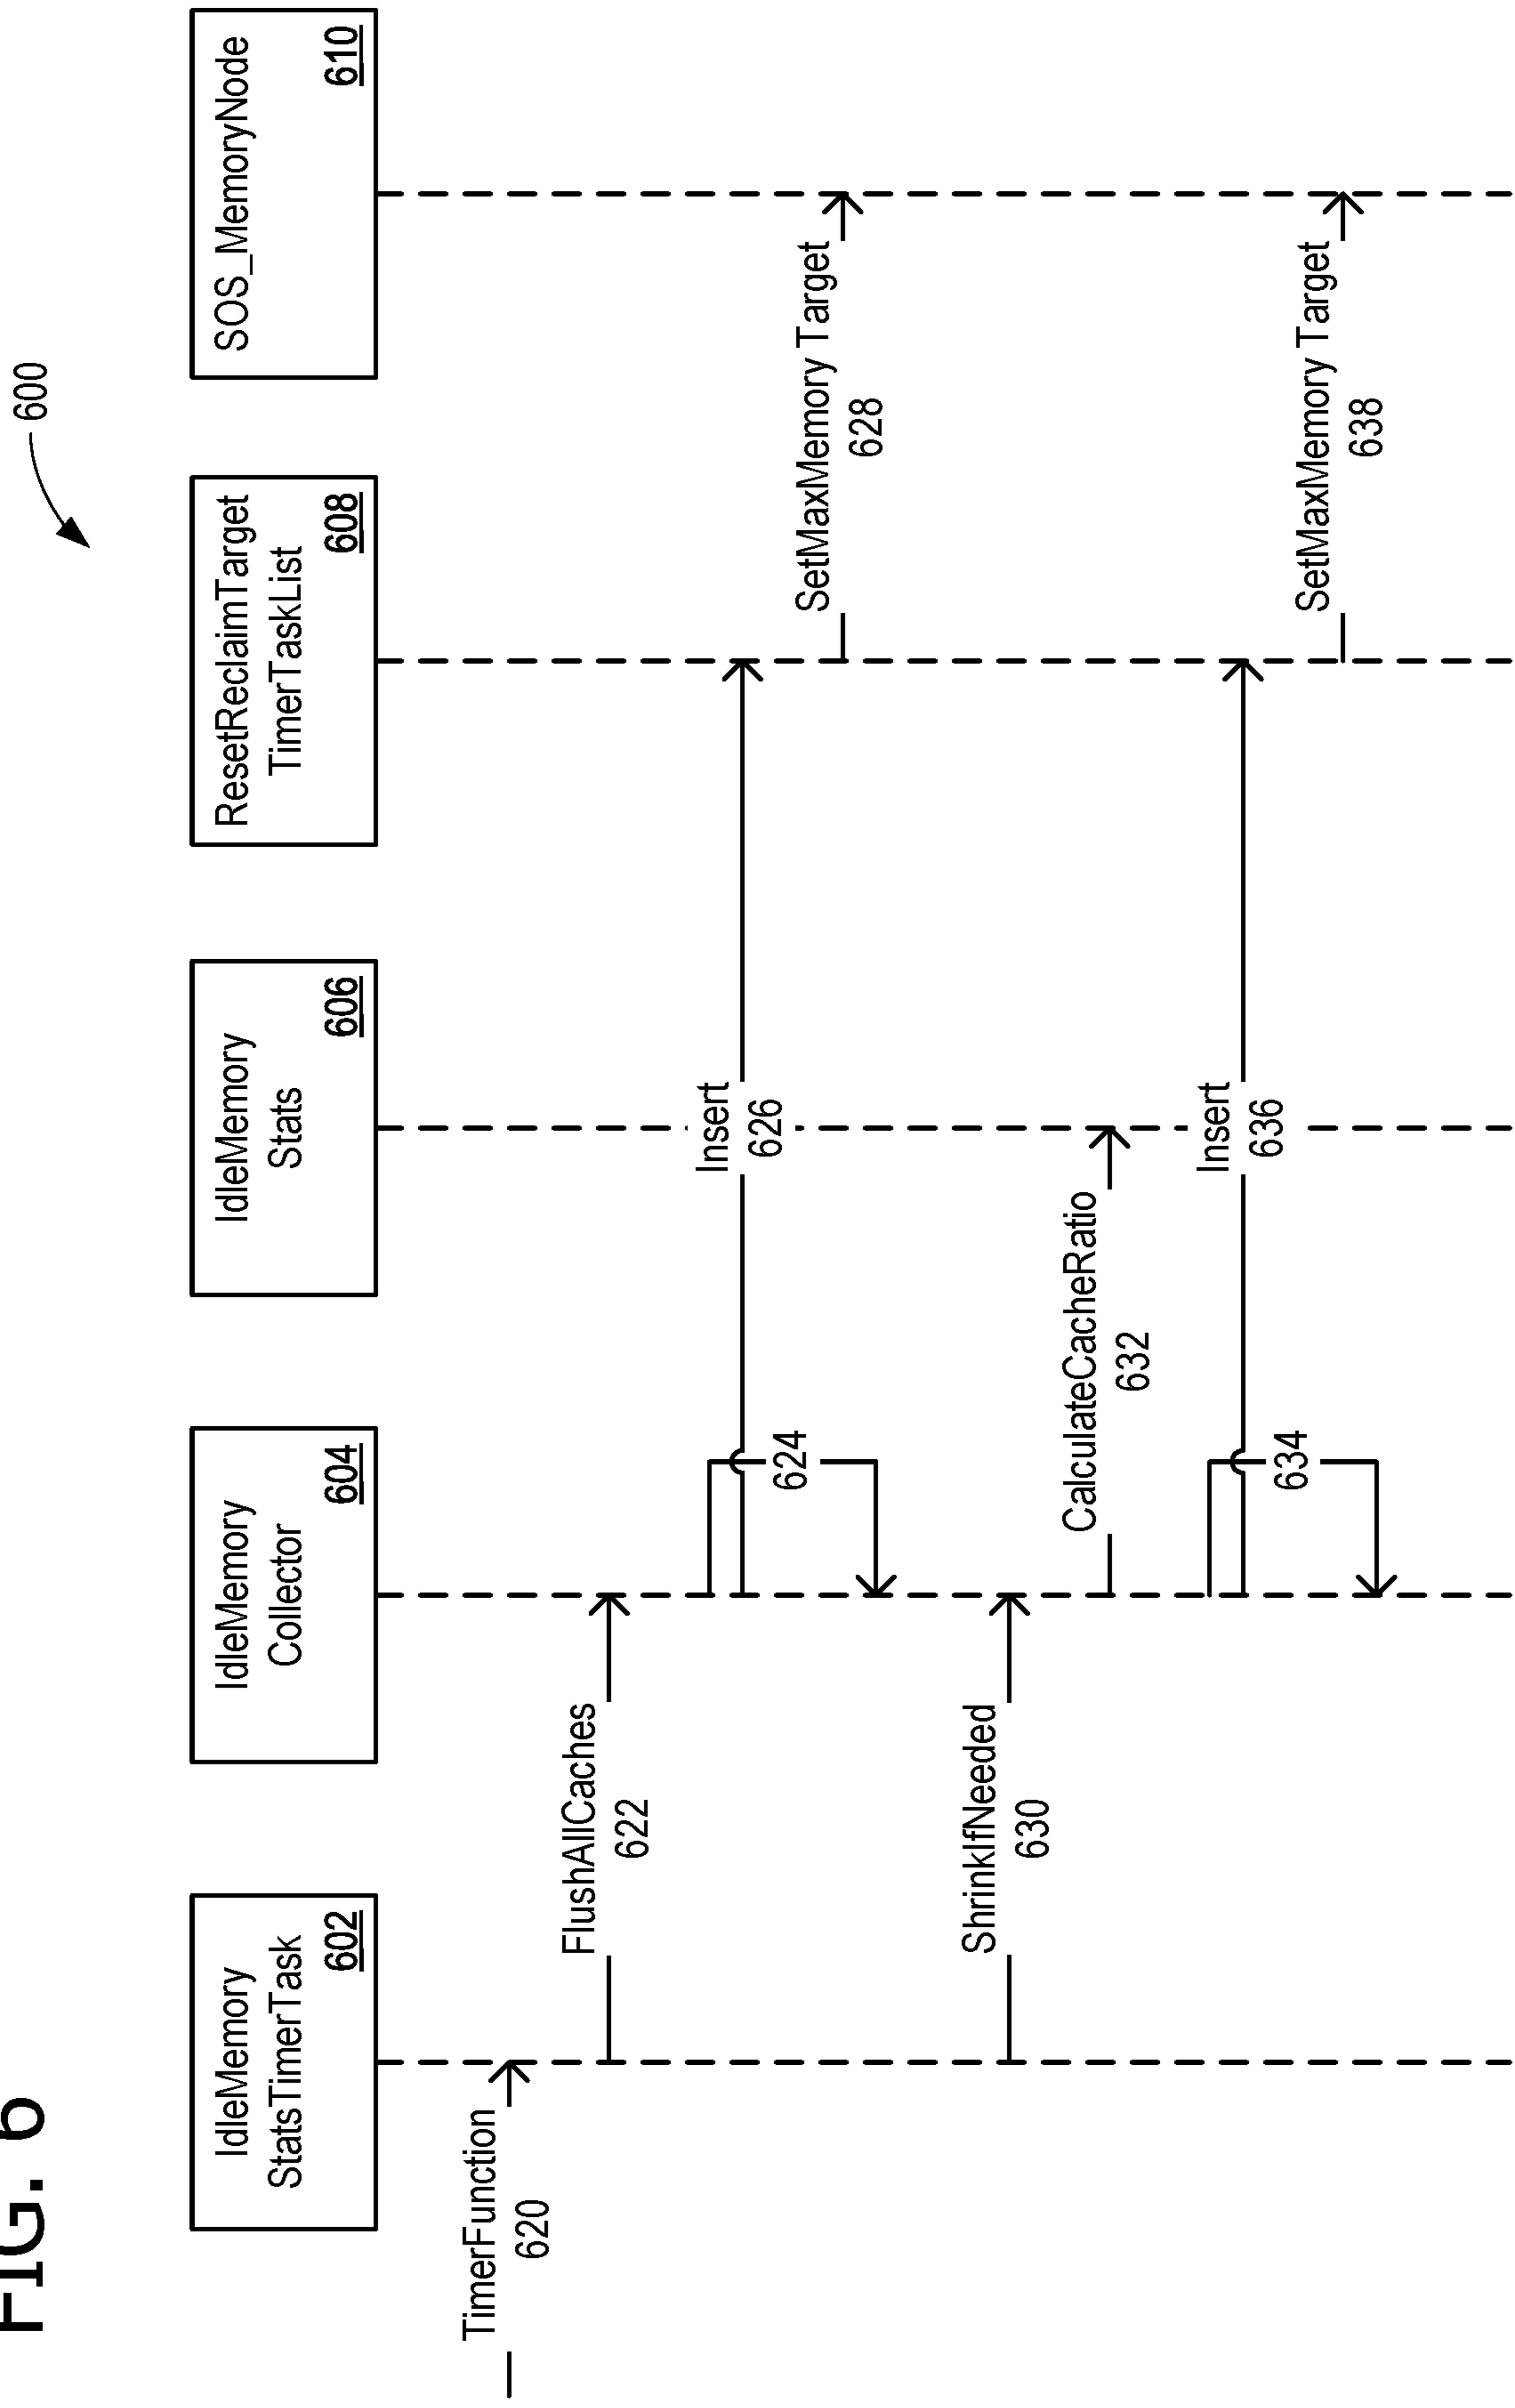 FIG. 6
600
IdleMemory
StatsTimerTask
602
IdleMemory
Collector
604
IdleMemory
Stats
606
ResetReclaimTarget
TimerTaskList
608
SOS_MemoryNode
610
TimerFunction
620
FlushAllCaches
622
Insert
626
624
SetMaxMemory Target
628
ShrinkIfNeeded
630
CalculateCacheRatio
632
Insert
636
634
SetMaxMemory Target
638